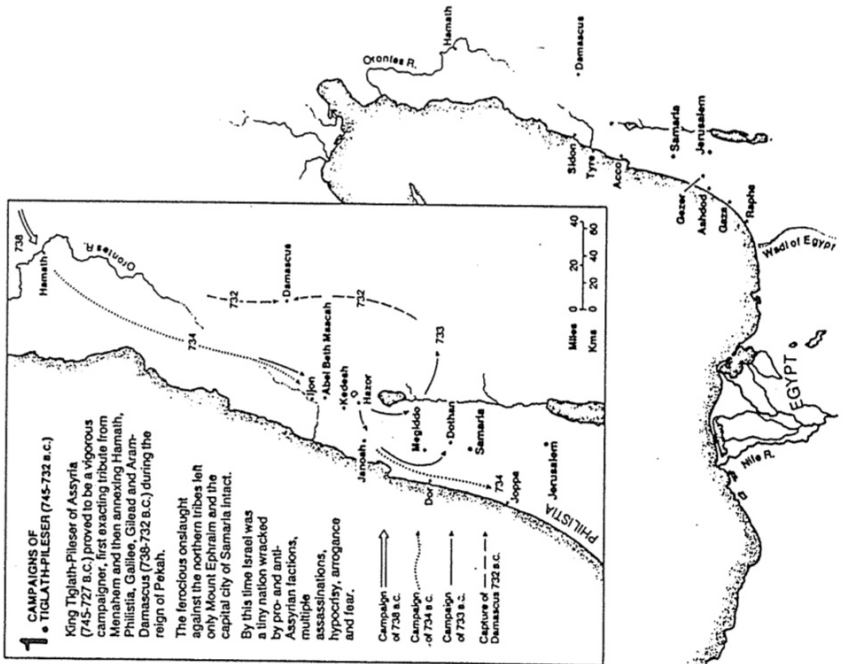 1 CAMPAIGNS OF
• TIGLATH-PILESER (745-732 B.C.)
King Tiglath-Pileser of Assyria
(745-727 B.C.) proved to be a vigorous
campaigner, first exacting tribute from
Menahem and then annexing Hamath,
Philistia, Galilee, Gilead and Aram-
Damascus (738-732 B.C.) during the
reign of Pekah.
The ferocious onslaught
against the northern tribes left
only Mount Ephraim and the
capital city of Samaria intact.
By this time Israel was
a tiny nation wracked
by pro- and anti-
Assyrian factions,
multiple
assassinations,
hypocrisy, arrogance
and fear.
Campaign
of 738 B.C.
Campaign
of 734 B.C.
Campaign
of 733 B.C.
Capture of
Damascus 732 B.C.
738
Hamath
Orontes R.
734
732
Damascus
732
Ijon
Abel Beth Maacah
Kedesh
Hazor
733
Janoah
Megiddo
Dothan
Samaria
Dor
734
Joppa
Jerusalem
PHILISTIA
Miles
0 20 40
Kms
0 20 40 60
Orontes R.
Hamath
Damascus
Sidon
Tyre
Acco
Samaria
Jerusalem
Gezer
Ashdod
Gaza
Raphe
Wadi of Egypt
EGYPT
Nile R.